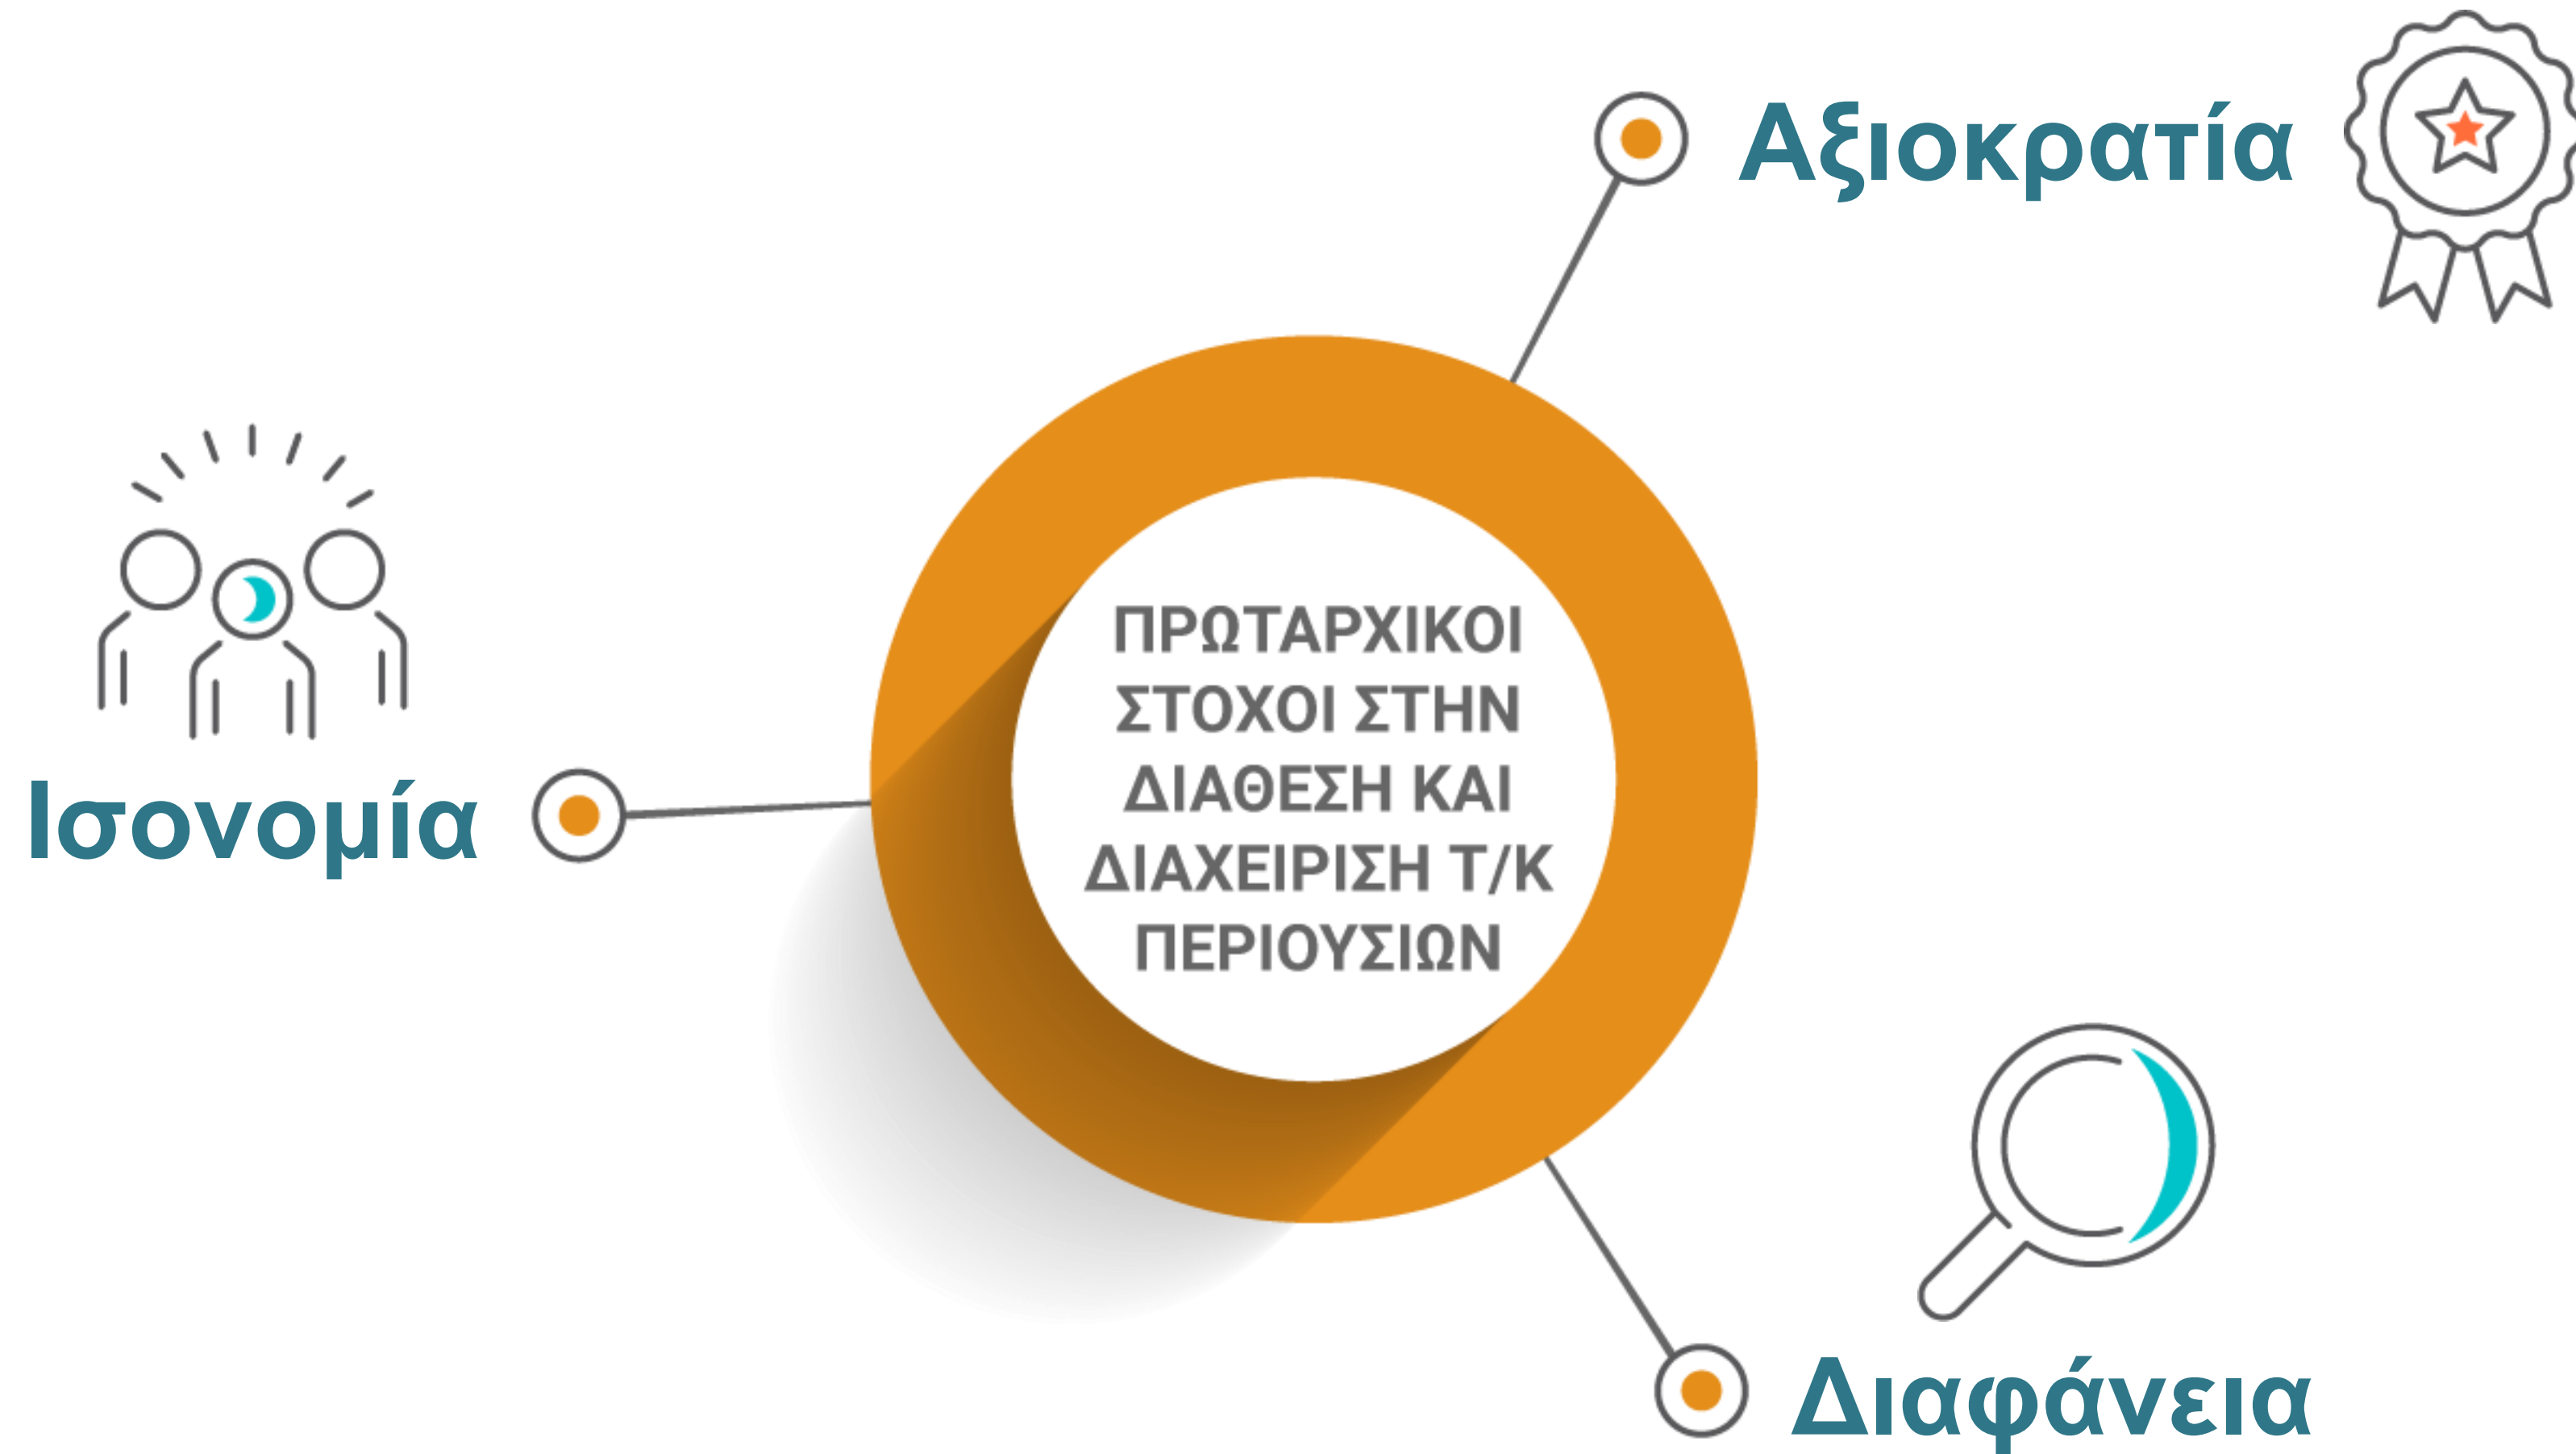 Αξιοκρατία
ΠΡΩΤΑΡΧΙΚΟΙ
ΣΤΟΧΟΙ ΣΤΗΝ
ΔΙΑΘΕΣΗ ΚΑΙ
ΔΙΑΧΕΙΡΙΣΗ Τ/Κ
ΠΕΡΙΟΥΣΙΩΝ
Ισονομία
Διαφάνεια